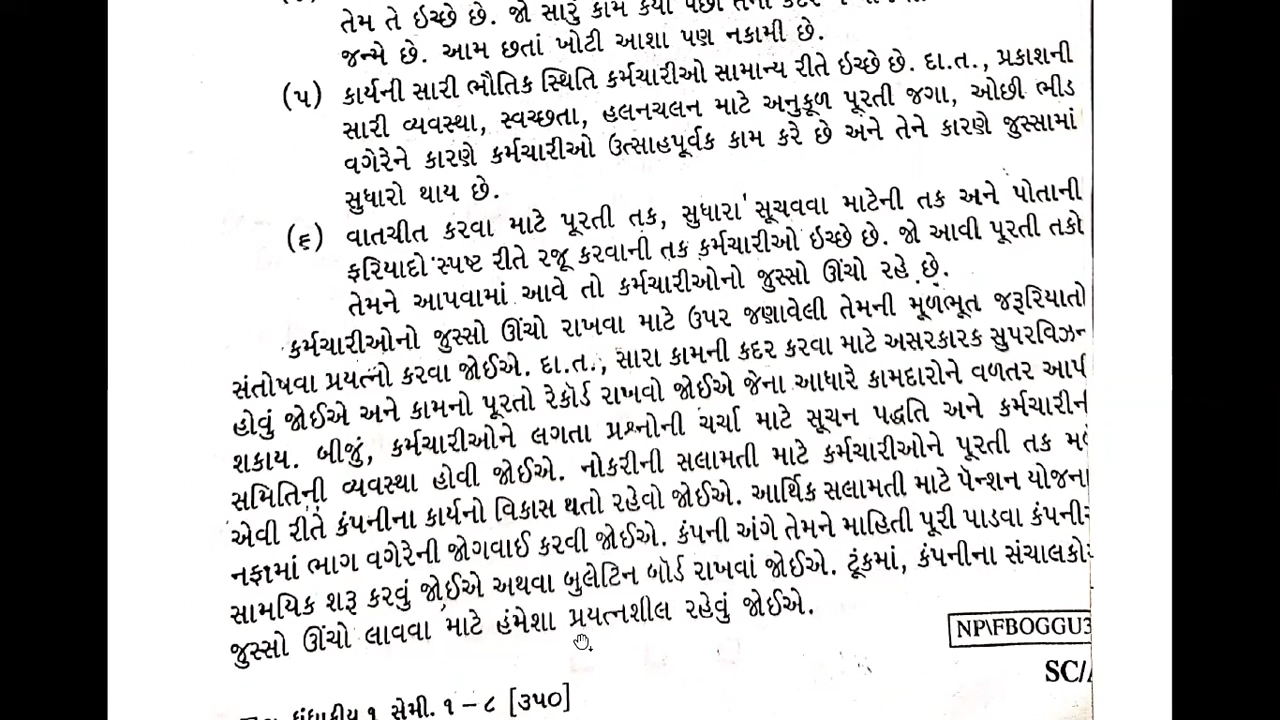 તેમ તે ઇચ્છે છે. જો સારું કામ કર્યા પછી
જન્મે છે. આમ છતાં ખોટી આશા પણ નકામી છે.
(૫) કાર્યની સારી ભૌતિક સ્થિતિ કર્મચારીઓ સામાન્ય રીતે ઇચ્છે છે. દા.ત., પ્રકાશની
સારી વ્યવસ્થા, સ્વચ્છતા, હલનચલન માટે અનુકૂળ પૂરતી જગા, ઓછી ભીડ
વગેરેને કારણે કર્મચારીઓ ઉત્સાહપૂર્વક કામ કરે છે અને તેને કારણે જુસ્સામાં
સુધારો થાય છે.
(૬) વાતચીત કરવા માટે પૂરતી તક, સુધારા સૂચવવા માટેની તક અને પોતાની
ફરિયાદો સ્પષ્ટ રીતે રજૂ કરવાની તક કર્મચારીઓ ઇચ્છે છે. જો આવી પૂરતી તકો
તેમને આપવામાં આવે તો કર્મચારીઓનો જુસ્સો ઊંચો રહે છે.
કર્મચારીઓનો જુસ્સો ઊંચો રાખવા માટે ઉપર જણાવેલી તેમની મૂળભૂત જરૂરિયાતો
સંતોષવા પ્રયત્નો કરવા જોઈએ. દા.ત., સારા કામની કદર કરવા માટે અસરકારક સુપરવિઝન
હોવું જોઈએ અને કામનો પૂરતો રેકૉર્ડ રાખવો જોઈએ જેના આધારે કામદારોને વળતર આપી
શકાય. બીજું, કર્મચારીઓને લગતા પ્રશ્નોની ચર્ચા માટે સૂચન પદ્ધતિ અને
સમિતિની વ્યવસ્થા હોવી જોઈએ. નોકરીની સલામતી માટે કર્મચારીઓને પૂરતી તક મળે
એવી રીતે કંપનીના કાર્યનો વિકાસ થતો રહેવો જોઈએ. આર્થિક સલામતી માટે પૅન્શન યોજના
નફામાં ભાગ વગેરેની જોગવાઈ કરવી જોઈએ. કંપની અંગે તેમને માહિતી પૂરી પાડવા
સામયિક શરૂ કરવું જોઈએ અથવા બુલેટિન બૉર્ડ રાખવાં જોઈએ. ટૂંકમાં, કંપનીના
જુસ્સો ઊંચો લાવવા માટે હંમેશા પ્રયત્નશીલ રહેવું જોઈએ.
NP\FBOGGU3
SC/
ધંધાકીય ૧ સેમી. ૧ – ૮ [૩૫૦]